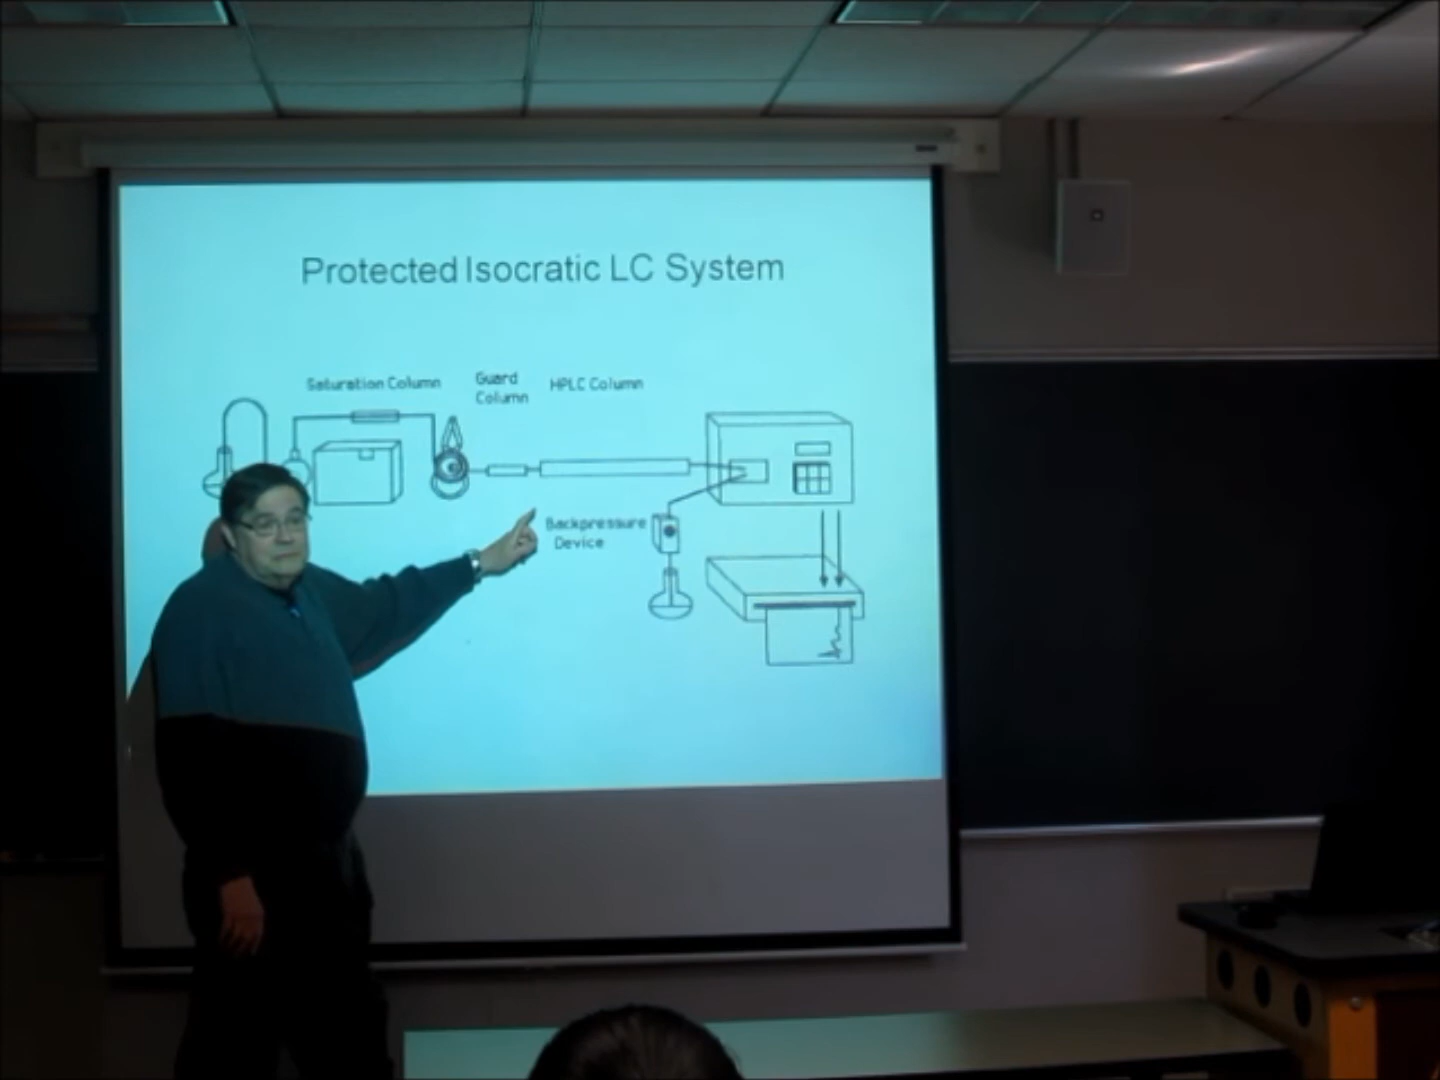 Protected Isocratic LC System
Saturation Column
Guard
Column
HPLC Column
Backpressure
Device